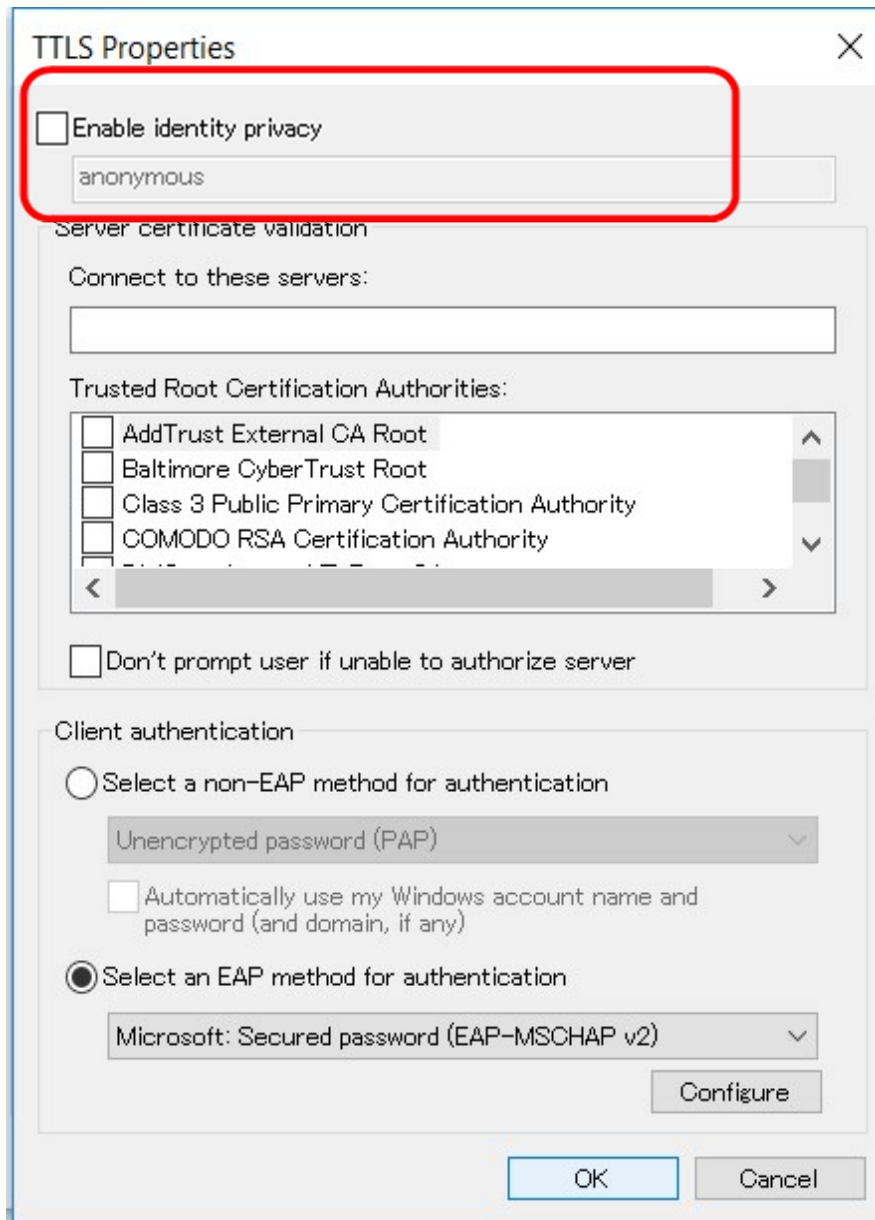 TTLS Properties
Enable identity privacy
anonymous
Server certificate validation
Connect to these servers:
Trusted Root Certification Authorities:
AddTrust External CA Root
Baltimore CyberTrust Root
Class 3 Public Primary Certification Authority
COMODO RSA Certification Authority
Don't prompt user if unable to authorize server
Client authentication
Select a non-EAP method for authentication
Unencrypted password (PAP)
Automatically use my Windows account name and
password (and domain, if any)
Select an EAP method for authentication
Microsoft: Secured password (EAP-MSCHAP v2)
Configure
OK
Cancel